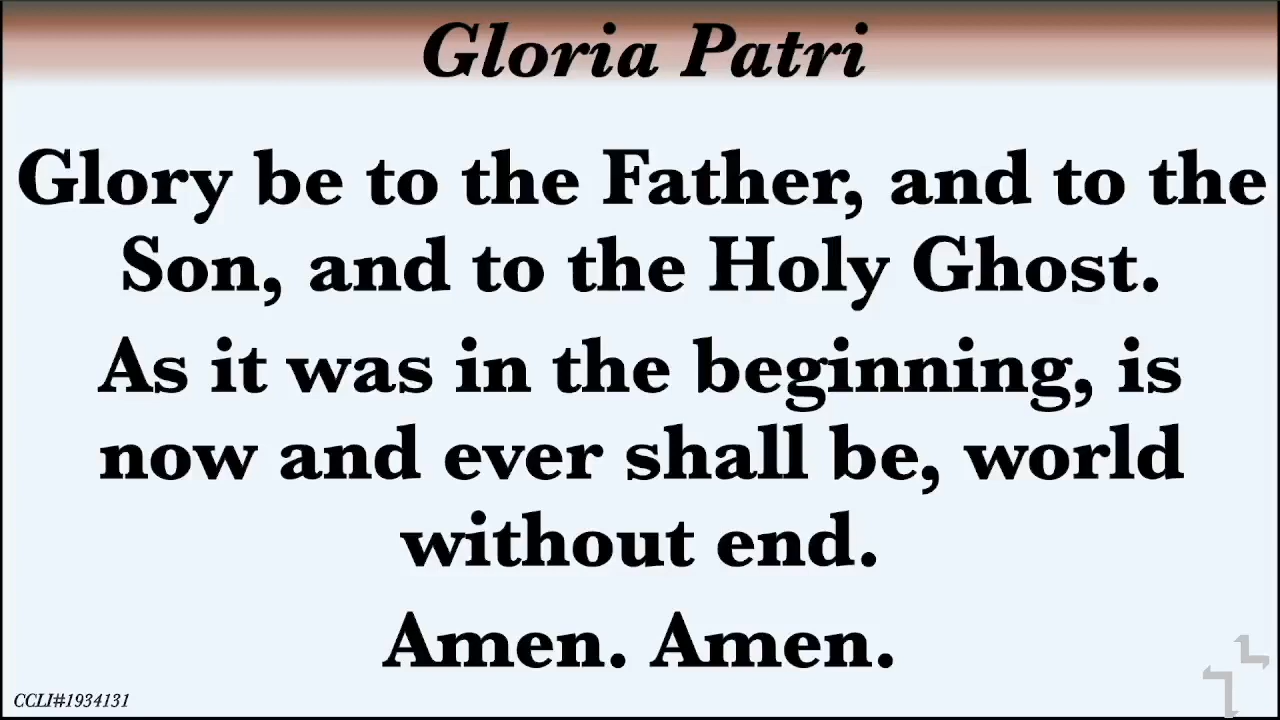 Gloria Patri
Glory be to the Father, and to the
Son, and to the Holy Ghost.
As it was in the beginning, is
now and ever shall be, world
without end.
Amen. Amen.
CCLI#1934131